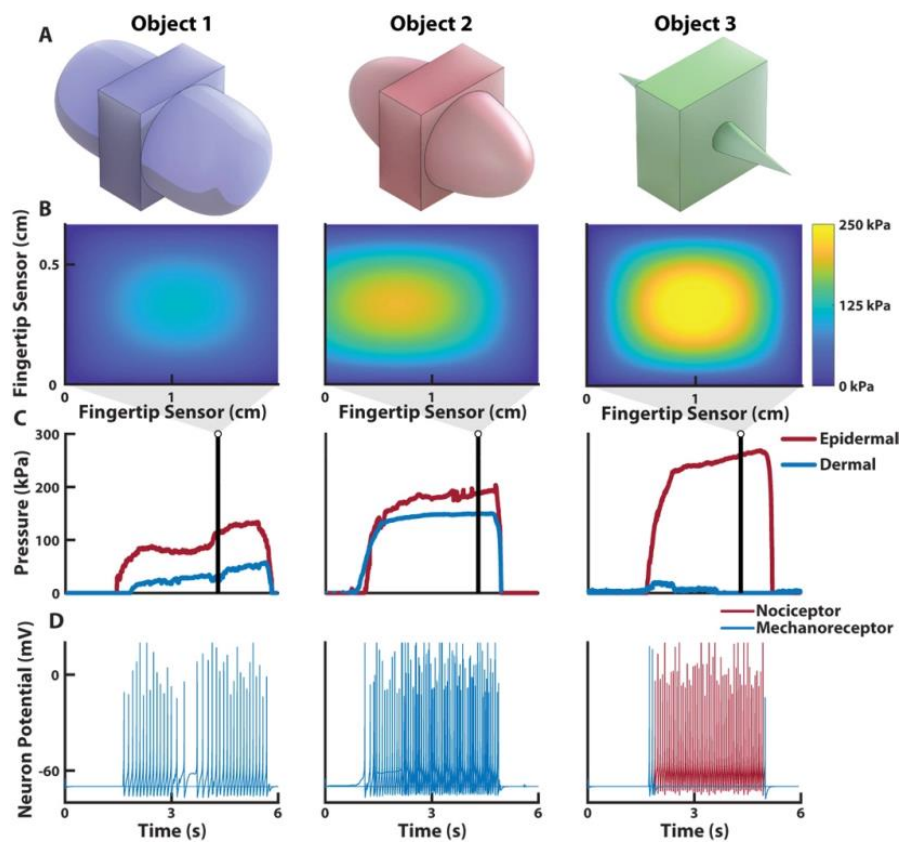 Object 1 Object 2 Object 3
A
B
Fingertip Sensor (cm)
0.5
0
0 1
0 1
0 1
Fingertip Sensor (cm) Fingertip Sensor (cm) Fingertip Sensor (cm)
250 kPa
125 kPa
0 kPa
C
Pressure (kPa)
300
200
100
0
Epidermal
Dermal
Nociceptor
Mechanoreceptor
D
Neuron Potential (mV)
0
-60
0 3 6
0 3 6
0 3 6
Time (s) Time (s) Time (s)